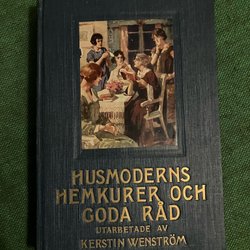 HUSMODERNS
HEMKURER OCH
GODA RÅD
UTARBETADE AV
KERSTIN WENSTRÖM